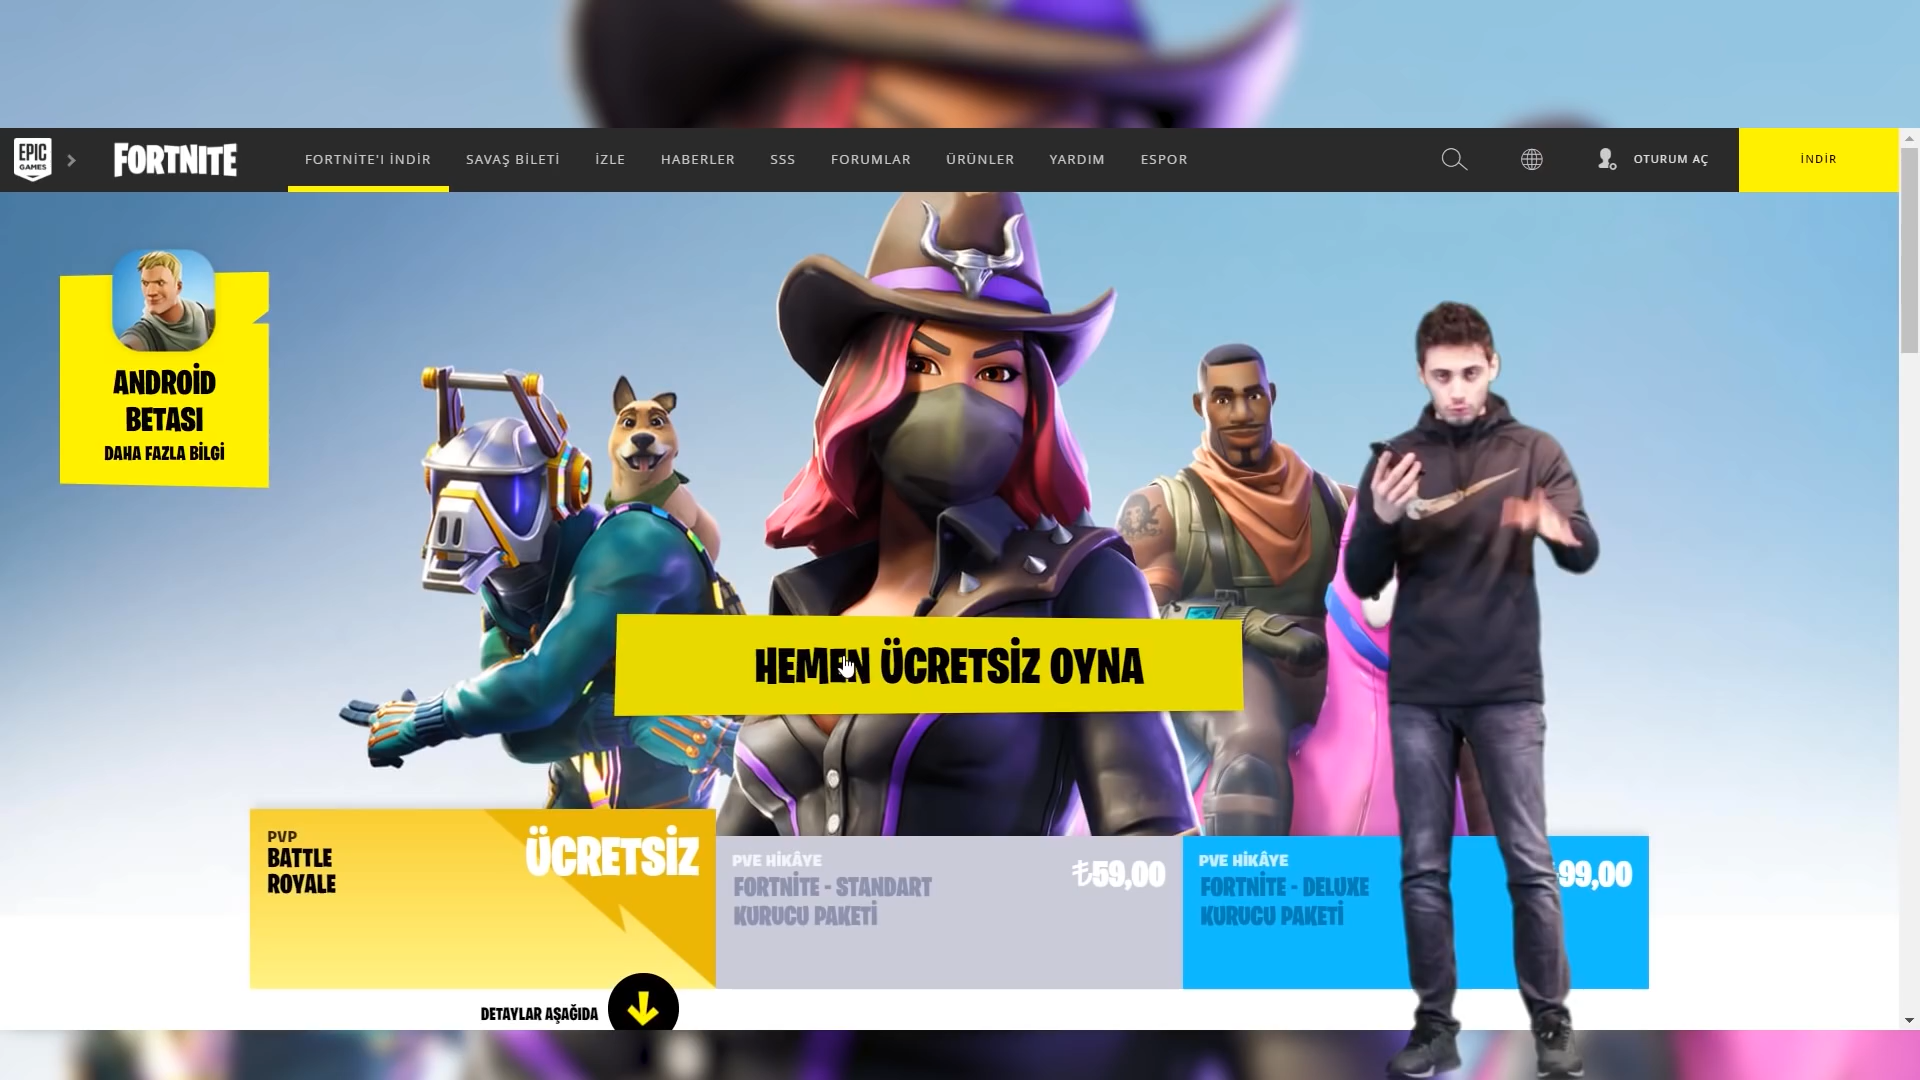 EPIC
GAMES
FORTNITE
FORTNİTE'I İNDİR
SAVAŞ BİLETİ
İZLE
HABERLER
SSS
FORUMLAR
ÜRÜNLER
YARDIM
ESPOR
OTURUM AÇ
İNDİR
ANDROİD
BETASI
DAHA FAZLA BİLGİ
HEMEN ÜCRETSİZ OYNA
PVP
BATTLE
ROYALE
ÜCRETSİZ
PVE HİKÂYE
FORTNİTE - STANDART
KURUCU PAKETİ
₺59,00
PVE HİKÂYE
FORTNİTE - DELUXE
KURUCU PAKETİ
99,00
DETAYLAR AŞAĞIDA